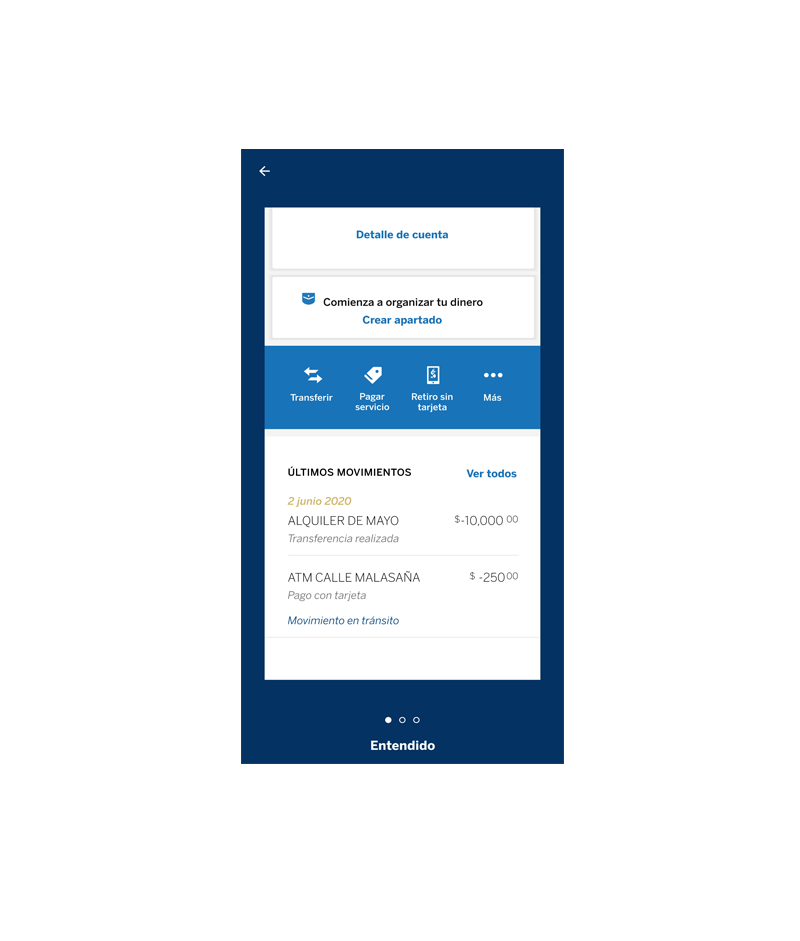 Detalle de cuenta
Comienza a organizar tu dinero
Crear apartado
Transferir
Pagar
servicio
Retiro sin
tarjeta
Más
ÚLTIMOS MOVIMIENTOS
Ver todos
2 junio 2020
ALQUILER DE MAYO $-10,000 00
Transferencia realizada
ATM CALLE MALASAÑA $ -250 00
Pago con tarjeta
Movimiento en tránsito
Entendido